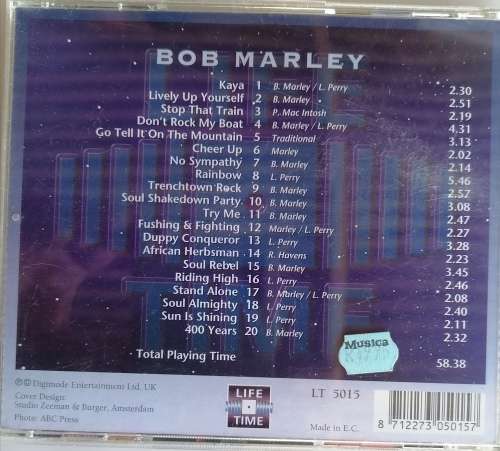 BOB MARLEY
Kaya 1 B. Marley / L. Perry 2.30
Lively Up Yourself 2 B. Marley 2.51
Stop That Train 3 P. Mac Intosh 2.19
Don't Rock My Boat 4 B. Marley / L. Perry 4.31
Go Tell It On The Mountain 5 Traditional 3.13
Cheer Up 6 Marley 2.02
No Sympathy 7 B. Marley 2.14
Rainbow 8 L. Perry 5.46
Trenchtown Rock 9 B. Marley 2.57
Soul Shakedown Party 10 B. Marley 3.08
Try Me 11 B. Marley 2.47
Fushing & Fighting 12 Marley / L. Perry 2.27
Duppy Conqueror 13 L. Perry 3.28
African Herbsman 14 R. Havens 2.23
Soul Rebel 15 B. Marley 3.45
Riding High 16 L. Perry 2.46
Stand Alone 17 B. Marley / L. Perry 2.08
Soul Almighty 18 L. Perry 2.40
Sun Is Shining 19 L. Perry 2.11
400 Years 20 B. Marley 2.32
Total Playing Time 58.38
Musica
℗© Digimode Entertainment Ltd. UK
Cover Design:
Studio Zeeman & Burger, Amsterdam
Photo: ABC Press
LIFE TIME
LT 5015
Made in E.C.
8 712273 050157